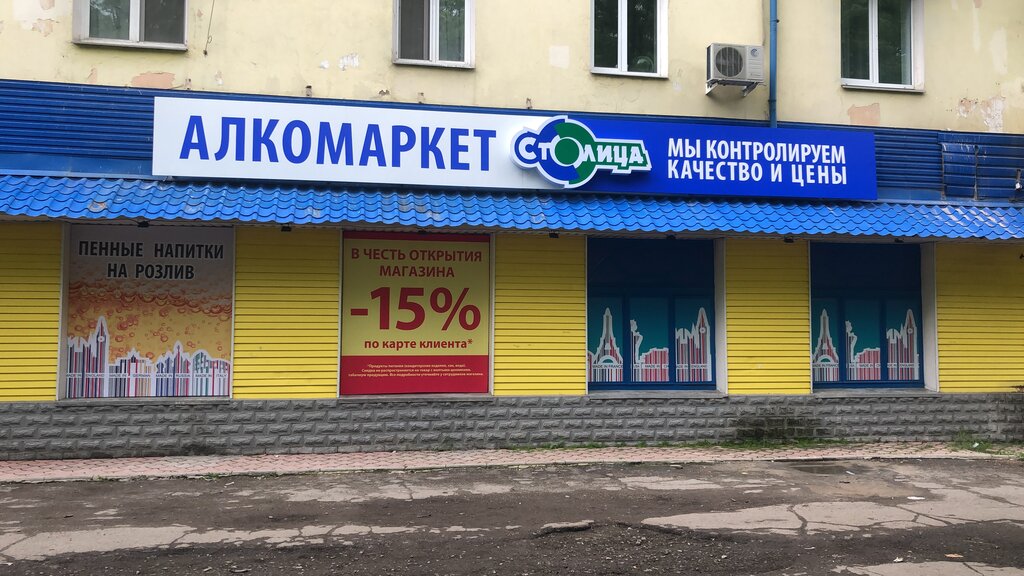 АЛКОМАРКЕТ
СТОЛИЦА
МЫ КОНТРОЛИРУЕМ
КАЧЕСТВО И ЦЕНЫ
ПЕННЫЕ НАПИТКИ
НА РОЗЛИВ
В ЧЕСТЬ ОТКРЫТИЯ
МАГАЗИНА
-15%
по карте клиента*